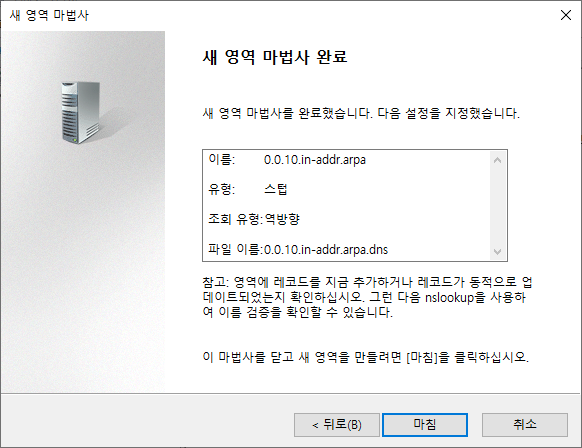 새 영역 마법사
새 영역 마법사 완료
새 영역 마법사를 완료했습니다. 다음 설정을 지정했습니다.
이름: 0.0.10.in-addr.arpa
유형: 스텁
조회 유형:역방향
파일 이름:0.0.10.in-addr.arpa.dns
참고: 영역에 레코드를 지금 추가하거나 레코드가 동적으로 업
데이트되었는지 확인하십시오. 그런 다음 nslookup을 사용하
여 이름 검증을 확인할 수 있습니다.
이 마법사를 닫고 새 영역을 만들려면 [마침]을 클릭하십시오.
< 뒤로(B) 마침 취소